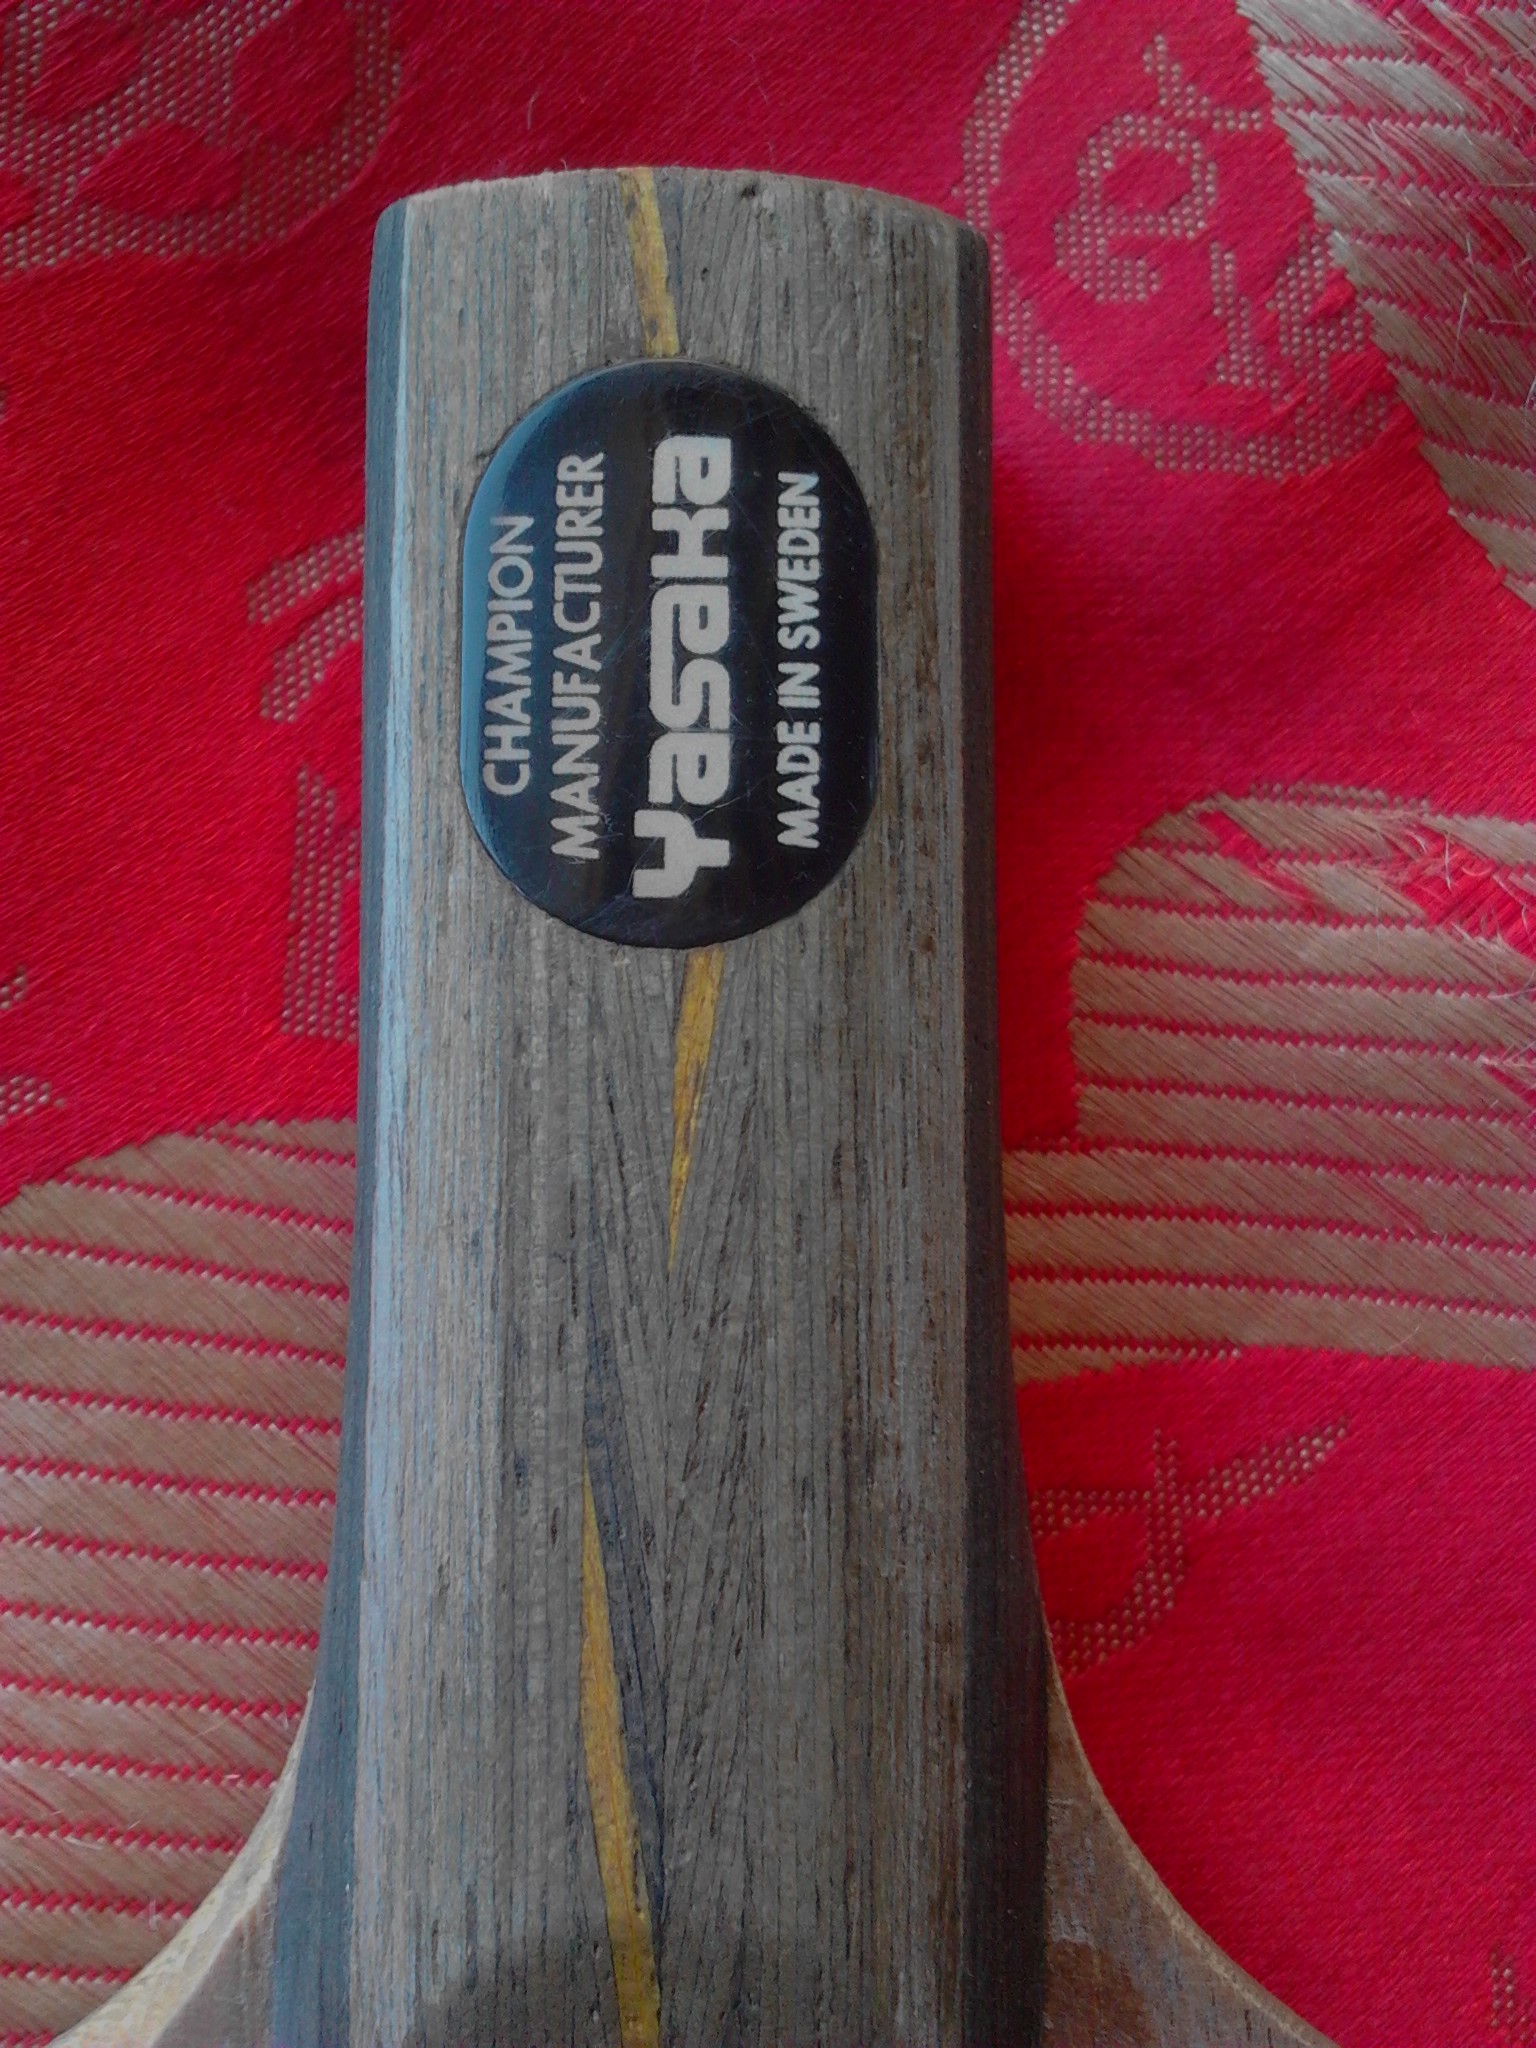 CHAMPION
MANUFACTURER
Yasaka
MADE IN SWEDEN